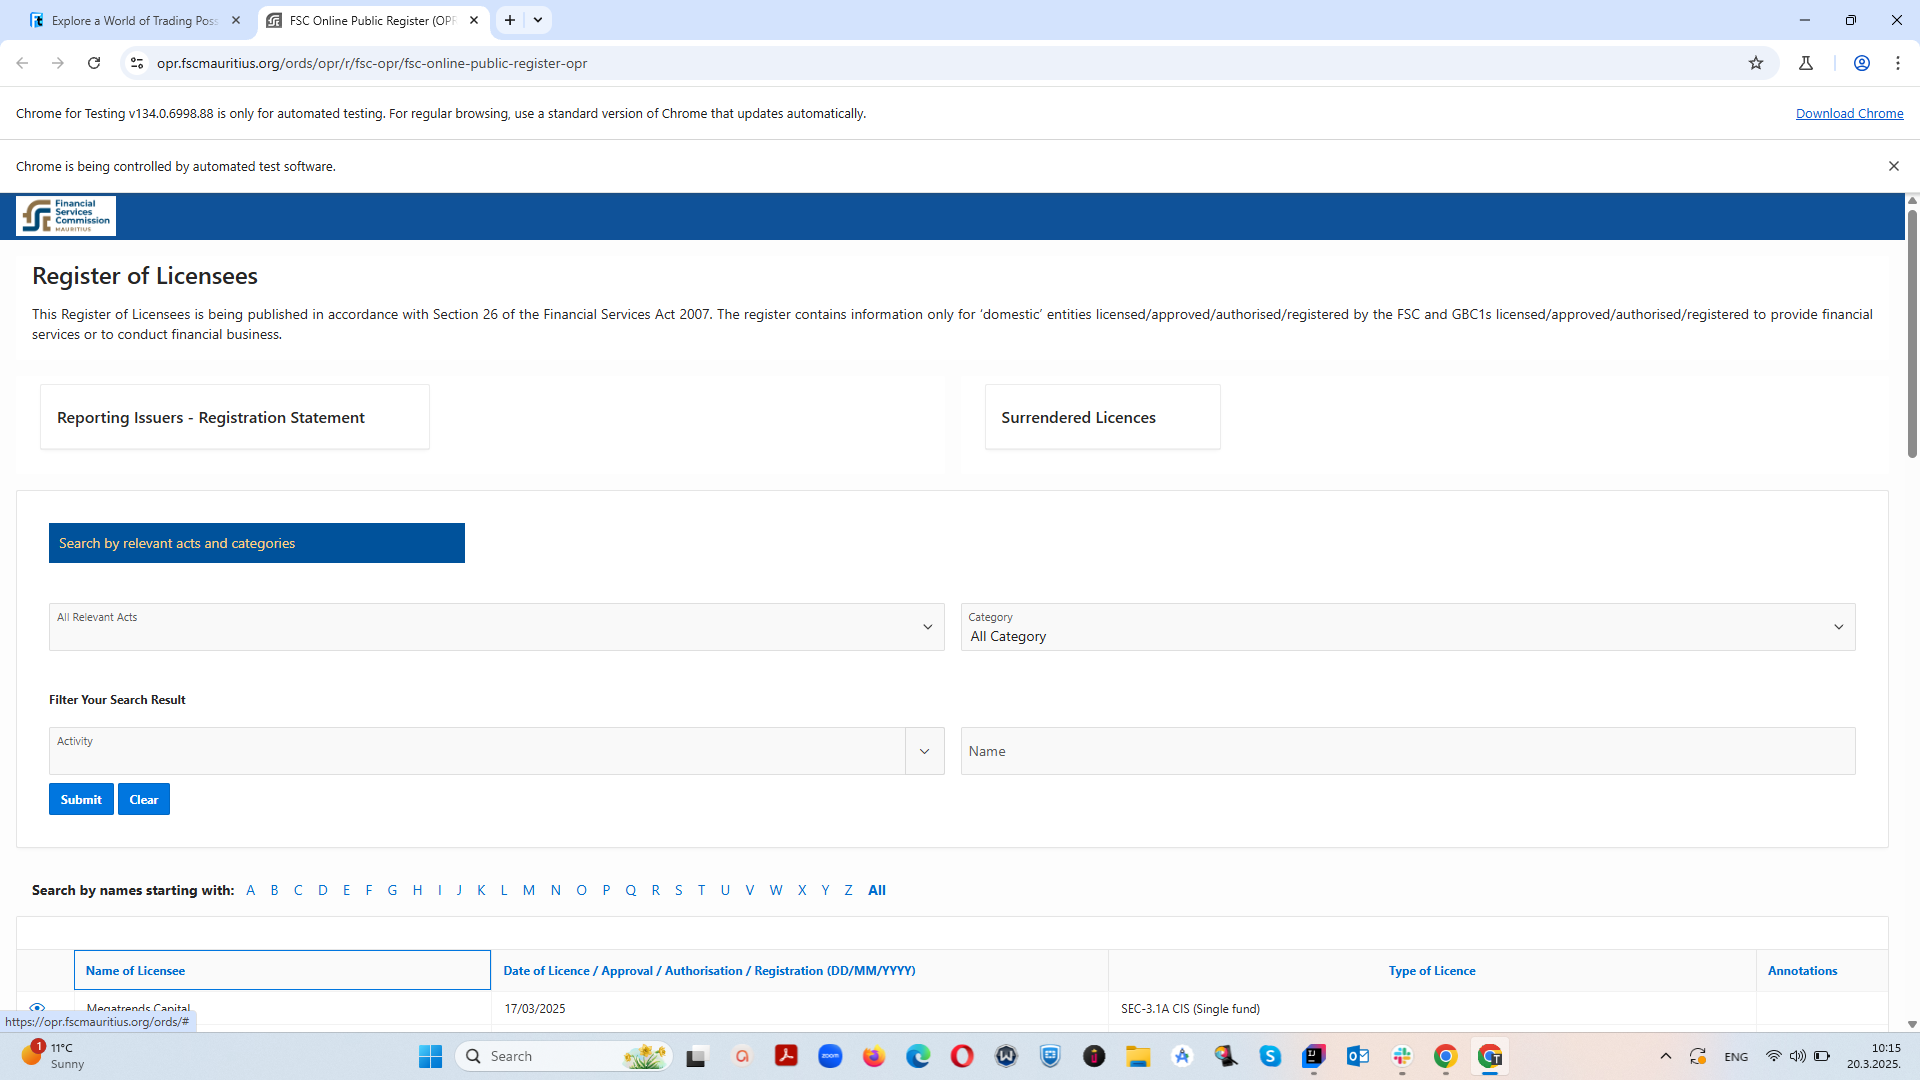 Explore a World of Trading Poss
FSC Online Public Register (OPR
opr.fscmauritius.org/ords/opr/r/fsc-opr/fsc-online-public-register-opr
Chrome for Testing v134.0.6998.88 is only for automated testing. For regular browsing, use a standard version of Chrome that updates automatically.
Download Chrome
Chrome is being controlled by automated test software.
Financial
Services
Commission
MAURITIUS
Register of Licensees
This Register of Licensees is being published in accordance with Section 26 of the Financial Services Act 2007. The register contains information only for ‘domestic’ entities licensed/approved/authorised/registered by the FSC and GBC1s licensed/approved/authorised/registered to provide financial
services or to conduct financial business.
Reporting Issuers - Registration Statement
Surrendered Licences
Search by relevant acts and categories
All Relevant Acts
Category
All Category
Filter Your Search Result
Activity
Name
Submit
Clear
Search by names starting with: A B C D E F G H I J K L M N O P Q R S T U V W X Y Z All
Name of Licensee
Date of Licence / Approval / Authorisation / Registration (DD/MM/YYYY)
Type of Licence
Annotations
Megatrends Capital
17/03/2025
SEC-3.1A CIS (Single fund)
https://opr.fscmauritius.org/ords/#
1
11°C
Sunny
Search
zoom
ENG
10:15
20.3.2025.